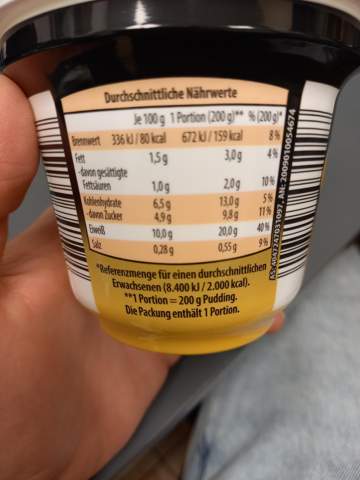 Durchschnittliche Nährwerte
Je 100 g 1 Portion (200 g)** % (200 g)*
Brennwert 336 kJ / 80 kcal 672 kJ / 159 kcal 8 %
Fett 1,5 g 3,0 g 4 %
-davon gesättigte
Fettsäuren 1,0 g 2,0 g 10 %
Kohlenhydrate 6,5 g 13,0 g 5 %
-davon Zucker 4,9 g 9,8 g 11 %
Eiweiß 10,0 g 20,0 g 40 %
Salz 0,28 g 0,55 g 9 %
*Referenzmenge für einen durchschnittlichen
Erwachsenen (8.400 kJ / 2.000 kcal).
**1 Portion = 200 g Pudding.
Die Packung enthält 1 Portion.